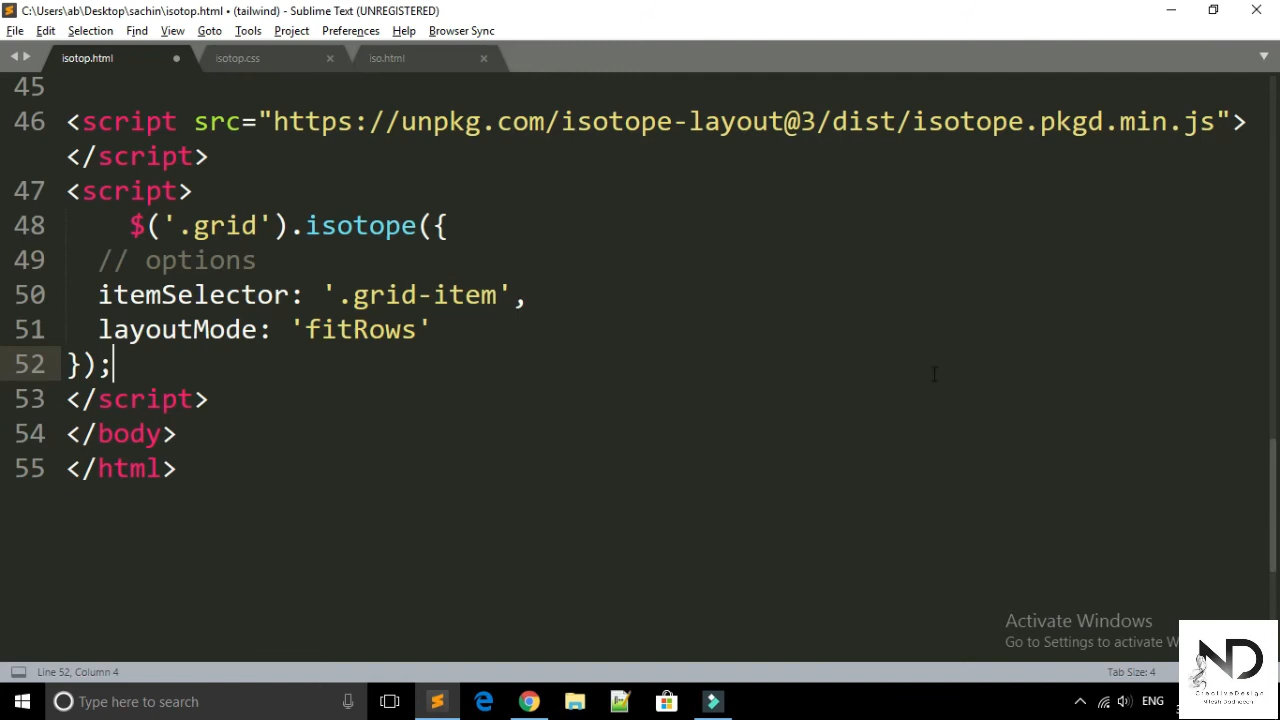 C:\Users\ab\Desktop\sachin\isotop.html • (tailwind) - Sublime Text (UNREGISTERED)
File Edit Selection Find View Goto Tools Project Preferences Help Browser Sync
isotop.html isotop.css iso.html
45
46 <script src="https://unpkg.com/isotope-layout@3/dist/isotope.pkgd.min.js">
</script>
47 <script>
48 $('.grid').isotope({
49 // options
50 itemSelector: '.grid-item',
51 layoutMode: 'fitRows'
52 });
53 </script>
54 </body>
55 </html>
Activate Windows
Go to Settings to activate W
ND
CreativeDesign
Line 52, Column 4 Tab Size: 4
Type here to search ENG